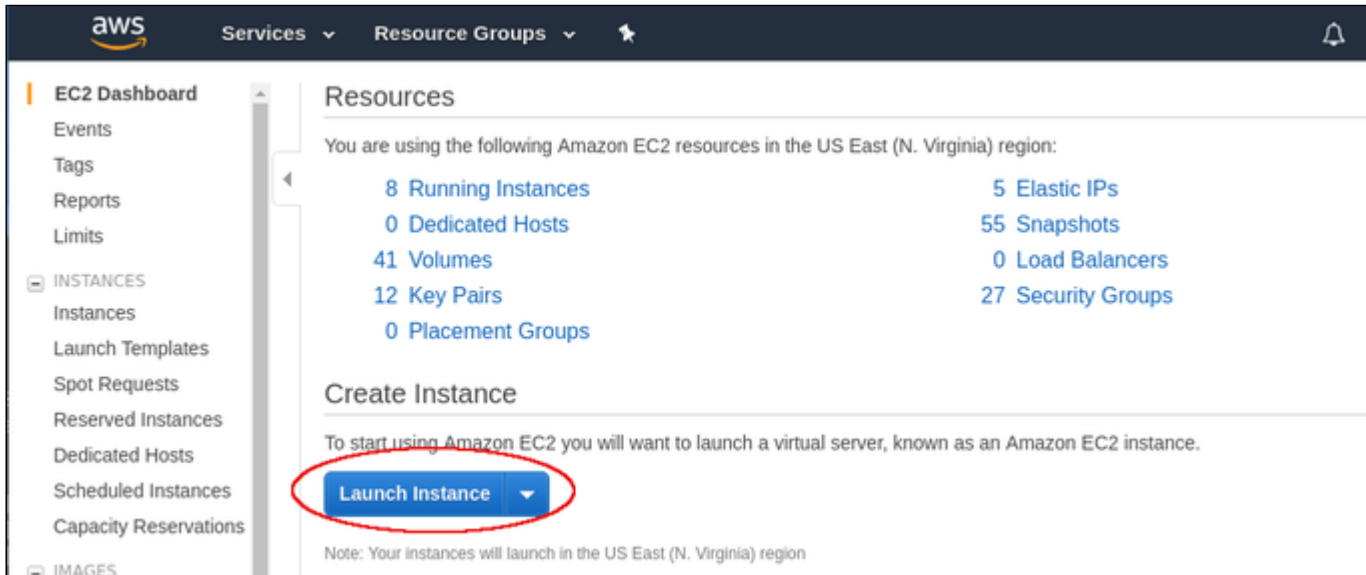 aws
Services
Resource Groups
EC2 Dashboard
Events
Tags
Reports
Limits
INSTANCES
Instances
Launch Templates
Spot Requests
Reserved Instances
Dedicated Hosts
Scheduled Instances
Capacity Reservations
IMAGES
Resources
You are using the following Amazon EC2 resources in the US East (N. Virginia) region:
8 Running Instances
0 Dedicated Hosts
41 Volumes
12 Key Pairs
0 Placement Groups
5 Elastic IPs
55 Snapshots
0 Load Balancers
27 Security Groups
Create Instance
To start using Amazon EC2 you will want to launch a virtual server, known as an Amazon EC2 instance.
Launch Instance
Note: Your instances will launch in the US East (N. Virginia) region